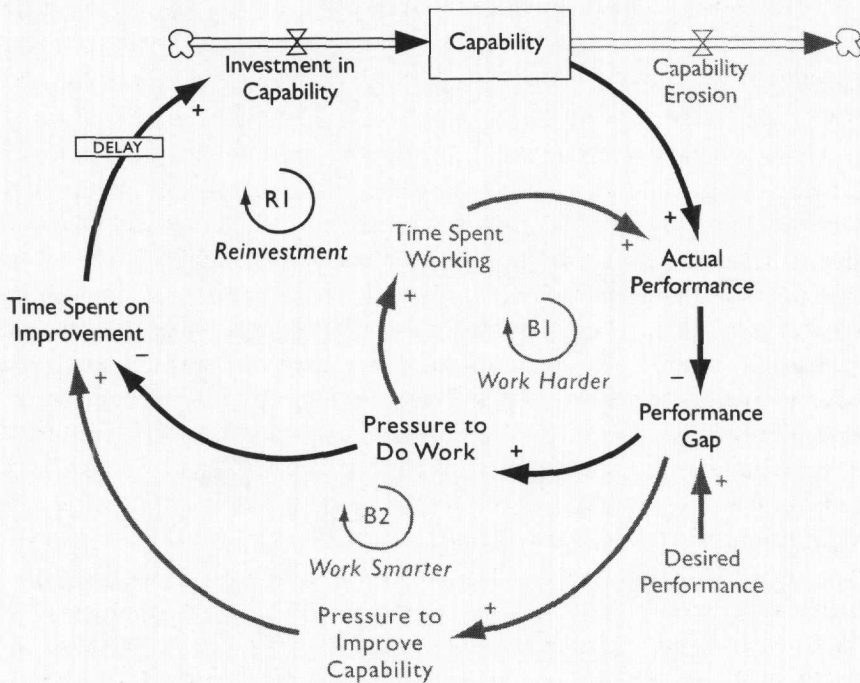 Investment in
Capability
Capability
Capability
Erosion
+
DELAY
R1
Reinvestment
Time Spent
Working
+
+
Actual
Performance
+
B1
Work Harder
Time Spent on
Improvement
+
−
+
−
Performance
Gap
Pressure to
Do Work
+
B2
Work Smarter
+
Desired
Performance
Pressure to
Improve
Capability
+